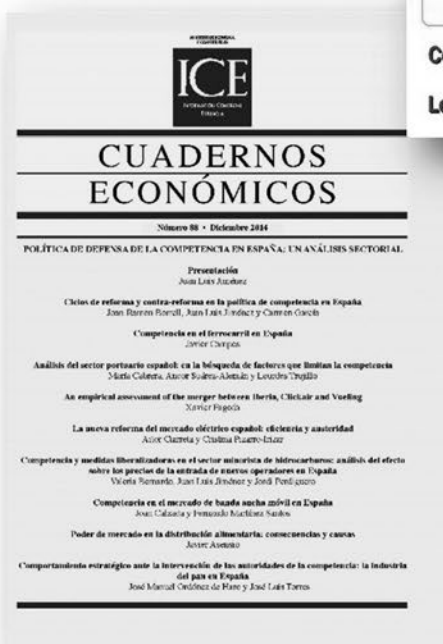 ICE
CUADERNOS
ECONÓMICOS
Número 88 • Diciembre 2014
POLÍTICA DE DEFENSA DE LA COMPETENCIA EN ESPAÑA: UN ANÁLISIS SECTORIAL
Presentación
Juan Luis Jiménez
Ciclos de reforma y contra-reforma en la política de competencia en España
Joan Ramon Borrell, Juan Luis Jiménez y Carmen García
Competencia en el ferrocarril en España
Javier Campos
Análisis del sector portuario español: en la búsqueda de factores que limitan la competencia
María Cabrera, Ancor Suárez-Alemán y Lourdes Trujillo
An empirical assessment of the merger between Iberia, Clickair and Vueling
Xavier Fageda
La nueva reforma del mercado eléctrico español: eficiencia y austeridad
Aitor Ciarreta y Cristina Pizarro-Irizar
Competencia y medidas liberalizadoras en el sector minorista de hidrocarburos: análisis del efecto
sobre los precios de la entrada de nuevos operadores en España
Valeria Bernardo, Juan Luis Jiménez y Jordi Perdiguero
Competencia en el mercado de banda ancha móvil en España
Joan Calzada y Fernando Martínez Santos
Poder de mercado en la distribución alimentaria: consecuencias y causas
Javier Asensio
Comportamiento estratégico ante la intervención de las autoridades de la competencia: la industria
del pan en España
José Manuel Ordóñez de Haro y José Luis Torres